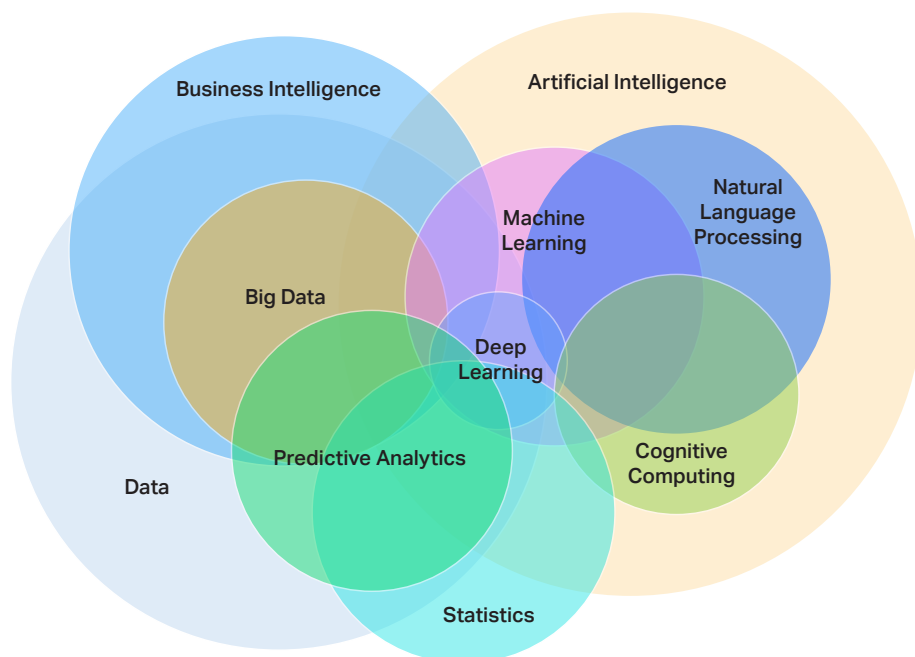 Business Intelligence
Artificial Intelligence
Natural
Language
Processing
Machine
Learning
Big Data
Deep
Learning
Predictive Analytics
Cognitive
Computing
Data
Statistics